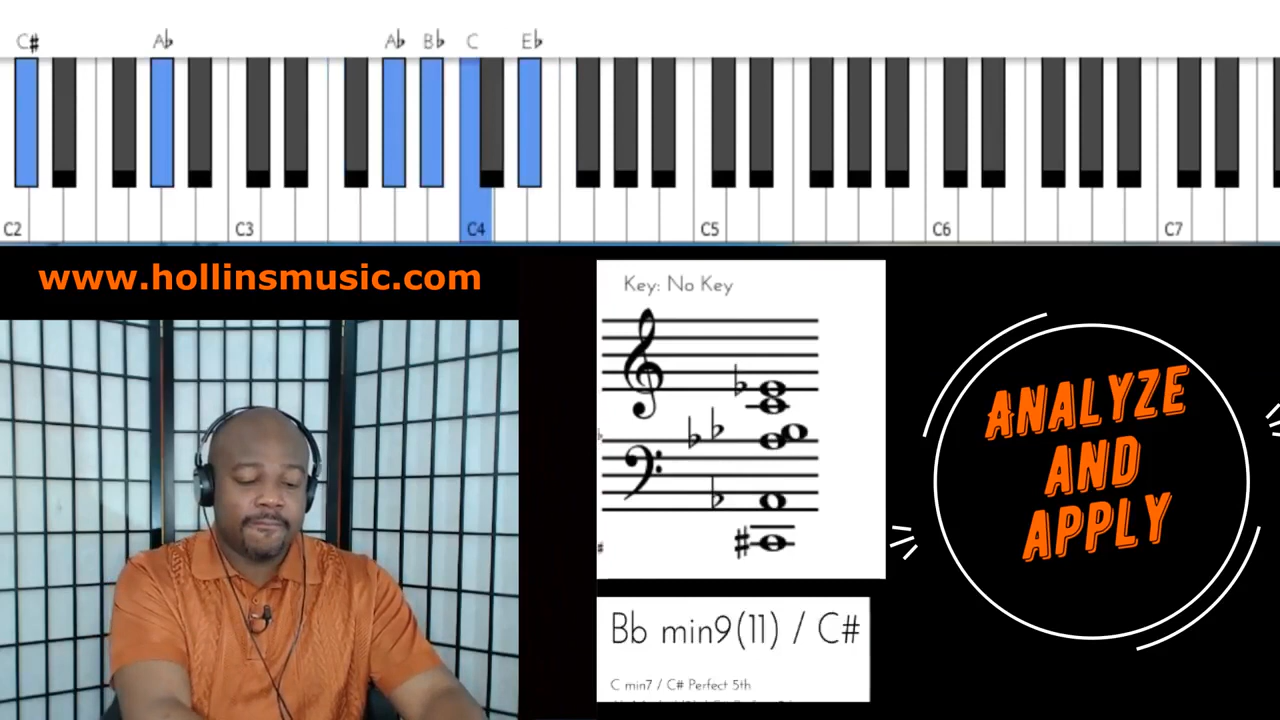 C# Ab Ab Bb C Eb
C2 C3 C4 C5 C6 C7
www.hollinsmusic.com
Key: No Key
ANALYZE
AND
APPLY
Bb min9(11) / C#
C min7 / C# Perfect 5th